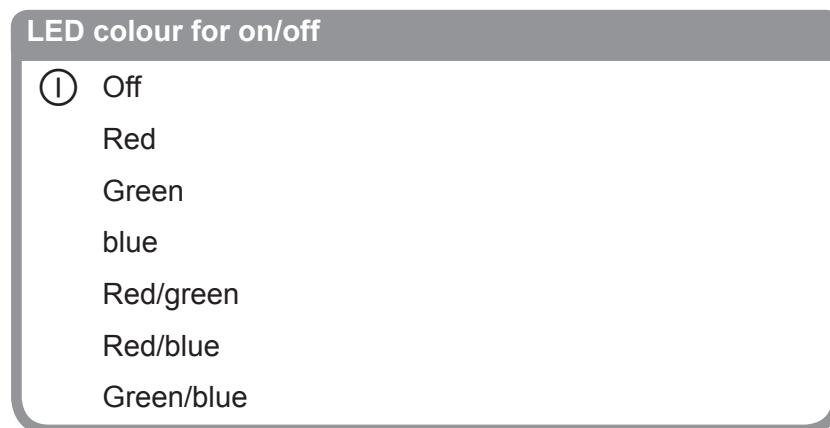 LED colour for on/off
Off
Red
Green
blue
Red/green
Red/blue
Green/blue